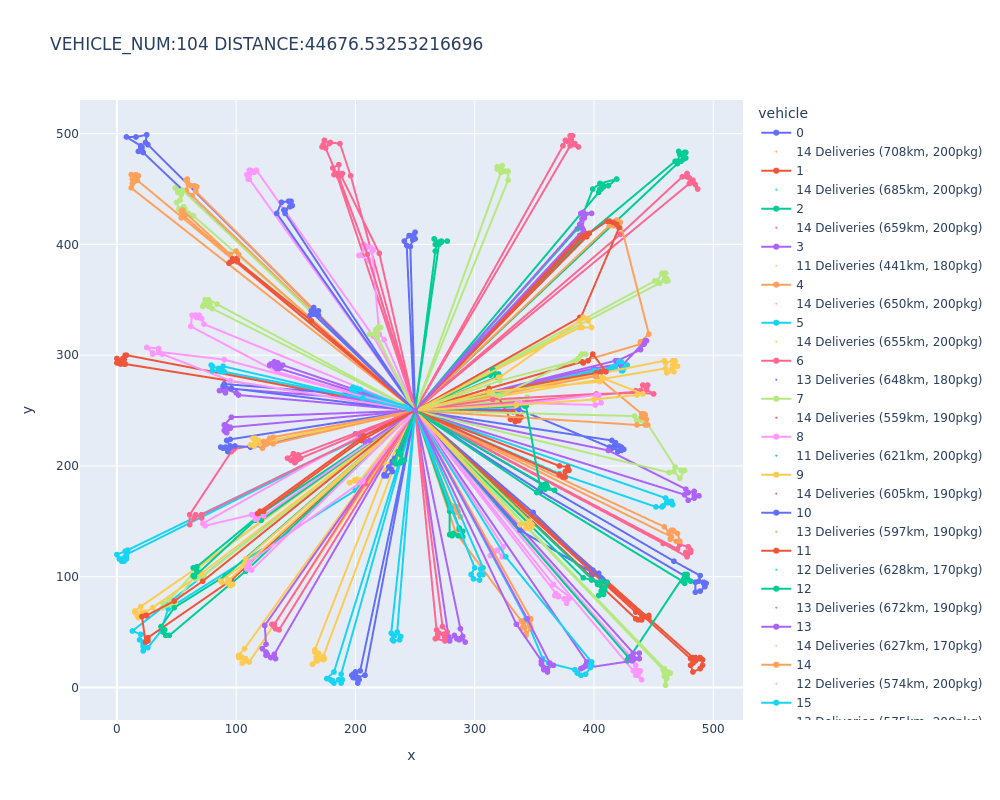 VEHICLE_NUM:104 DISTANCE:44676.53253216696
vehicle
0
14 Deliveries (708km, 200pkg)
1
14 Deliveries (685km, 200pkg)
2
14 Deliveries (659km, 200pkg)
3
11 Deliveries (441km, 180pkg)
4
14 Deliveries (650km, 200pkg)
5
14 Deliveries (655km, 200pkg)
6
13 Deliveries (648km, 180pkg)
7
14 Deliveries (559km, 190pkg)
8
11 Deliveries (621km, 200pkg)
9
14 Deliveries (605km, 190pkg)
10
13 Deliveries (597km, 190pkg)
11
12 Deliveries (628km, 170pkg)
12
13 Deliveries (672km, 190pkg)
13
14 Deliveries (627km, 170pkg)
14
12 Deliveries (574km, 200pkg)
15
500
400
300
200
100
0
y
0 100 200 300 400 500
x